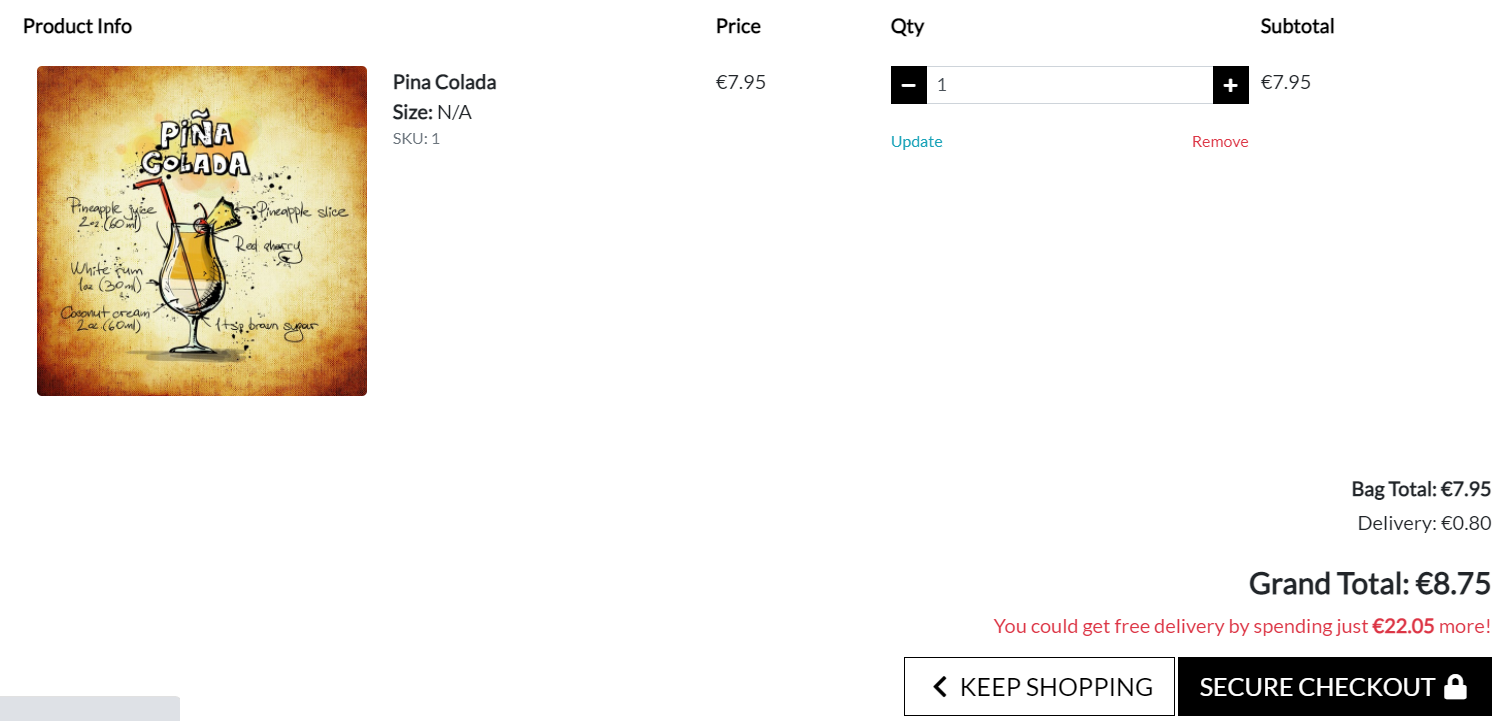 Product Info Price Qty Subtotal
Pina Colada €7.95 1 €7.95
Size: N/A
SKU: 1
Update Remove
PIÑA
COLADA
Pineapple juice
2oz.(60ml)
Pineapple slice
Red cherry
White rum
1oz (30ml)
Coconut cream
2oz.(60ml)
1tsp brown sugar
Bag Total: €7.95
Delivery: €0.80
Grand Total: €8.75
You could get free delivery by spending just €22.05 more!
KEEP SHOPPING SECURE CHECKOUT